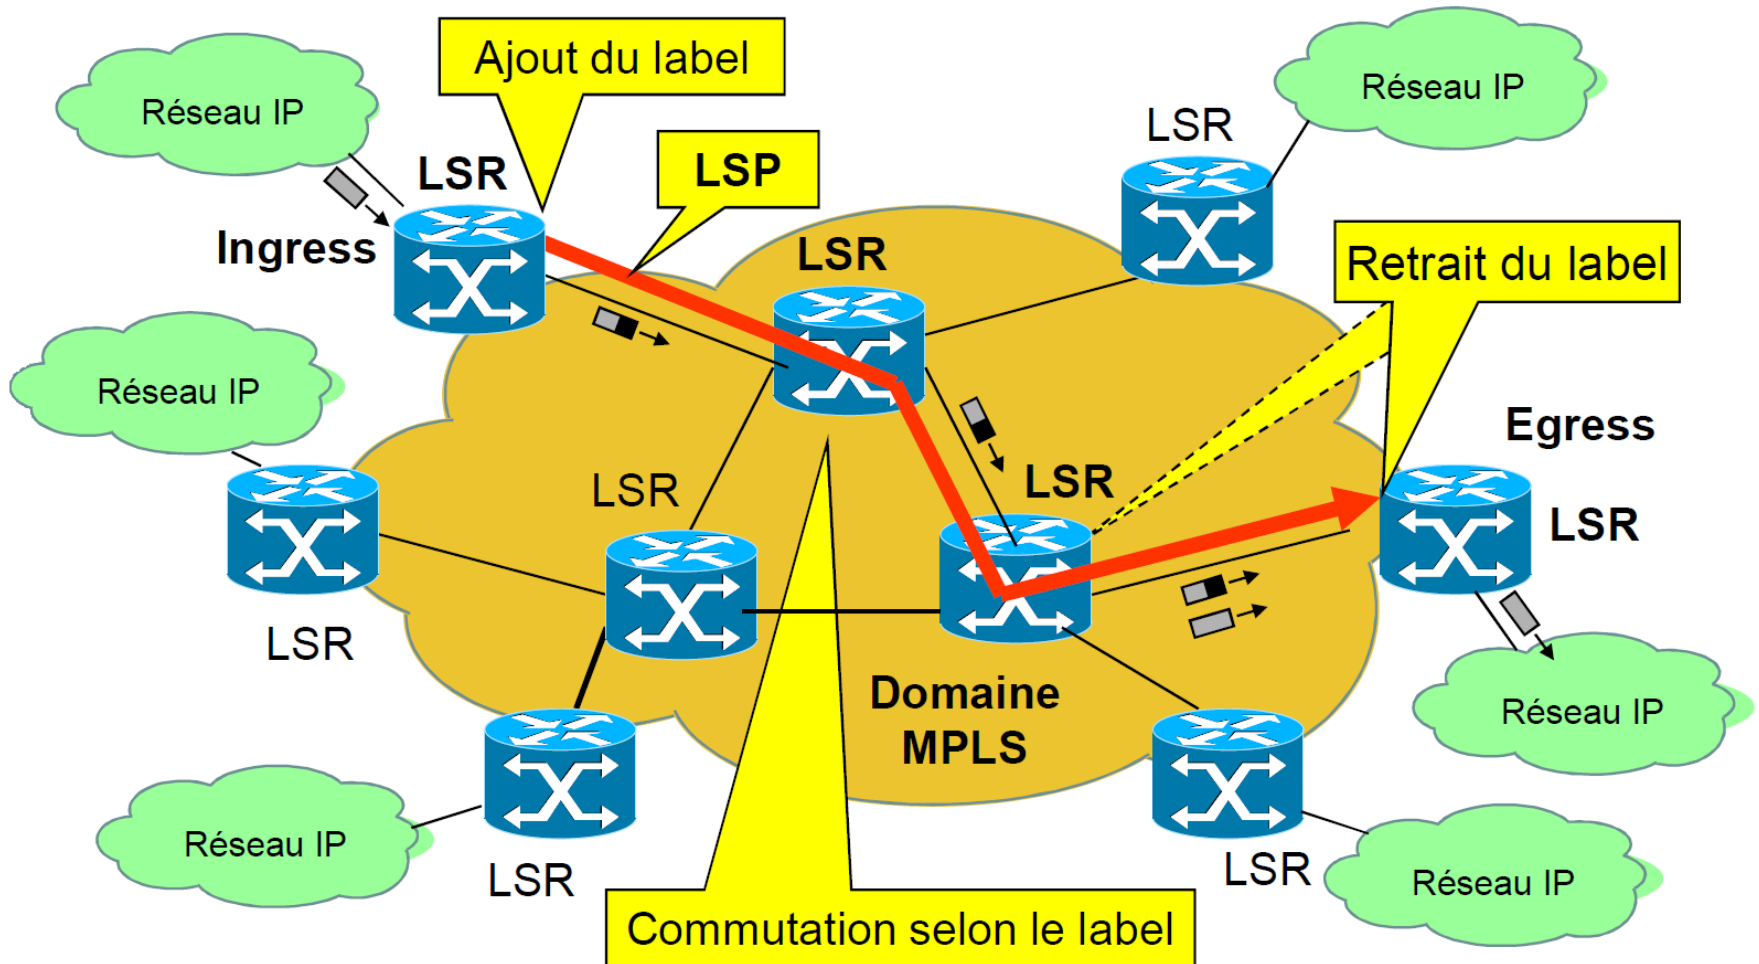 Ajout du label
Réseau IP
Réseau IP
LSR
LSR
LSP
Ingress
LSR
Retrait du label
Réseau IP
Egress
LSR
LSR
LSR
LSR
Domaine
MPLS
Réseau IP
Réseau IP
LSR
LSR
Réseau IP
Commutation selon le label